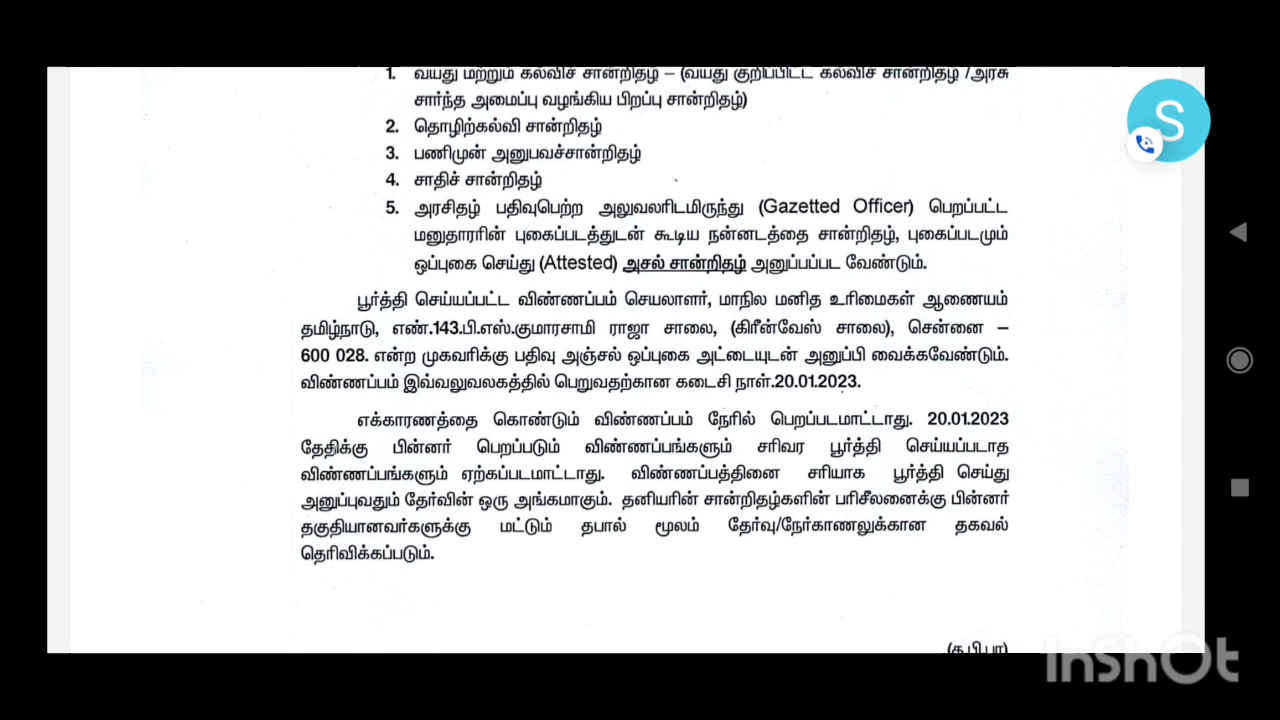 1. வயது மற்றும் கல்விச் சான்றிதழ் – (வயது குறிப்பிட்ட கல்விச் சான்றிதழ் /அரசு
சார்ந்த அமைப்பு வழங்கிய பிறப்பு சான்றிதழ்)
2. தொழிற்கல்வி சான்றிதழ்
3. பணிமுன் அனுபவச்சான்றிதழ்
4. சாதிச் சான்றிதழ்
5. அரசிதழ் பதிவுபெற்ற அலுவலரிடமிருந்து (Gazetted Officer) பெறப்பட்ட
மனுதாரரின் புகைப்படத்துடன் கூடிய நன்னடத்தை சான்றிதழ், புகைப்படமும்
ஒப்புகை செய்து (Attested) அசல் சான்றிதழ் அனுப்பப்பட வேண்டும்.
பூர்த்தி செய்யப்பட்ட விண்ணப்பம் செயலாளர், மாநில மனித உரிமைகள் ஆணையம்
தமிழ்நாடு, எண்.143.பி.எஸ்.குமாரசாமி ராஜா சாலை, (கிரீன்வேஸ் சாலை), சென்னை –
600 028. என்ற முகவரிக்கு பதிவு அஞ்சல் ஒப்புகை அட்டையுடன் அனுப்பி வைக்கவேண்டும்.
விண்ணப்பம் இவ்வலுவலகத்தில் பெறுவதற்கான கடைசி நாள்.20.01.2023.
எக்காரணத்தை கொண்டும் விண்ணப்பம் நேரில் பெறப்படமாட்டாது. 20.01.2023
தேதிக்கு பின்னர் பெறப்படும் விண்ணப்பங்களும் சரிவர பூர்த்தி செய்யப்படாத
விண்ணப்பங்களும் ஏற்கப்படமாட்டாது. விண்ணப்பத்தினை சரியாக பூர்த்தி செய்து
அனுப்புவதும் தேர்வின் ஒரு அங்கமாகும். தனியரின் சான்றிதழ்களின் பரிசீலனைக்கு பின்னர்
தகுதியானவர்களுக்கு மட்டும் தபால் மூலம் தேர்வு/நேர்காணலுக்கான தகவல்
தெரிவிக்கப்படும்.
S
InShOt